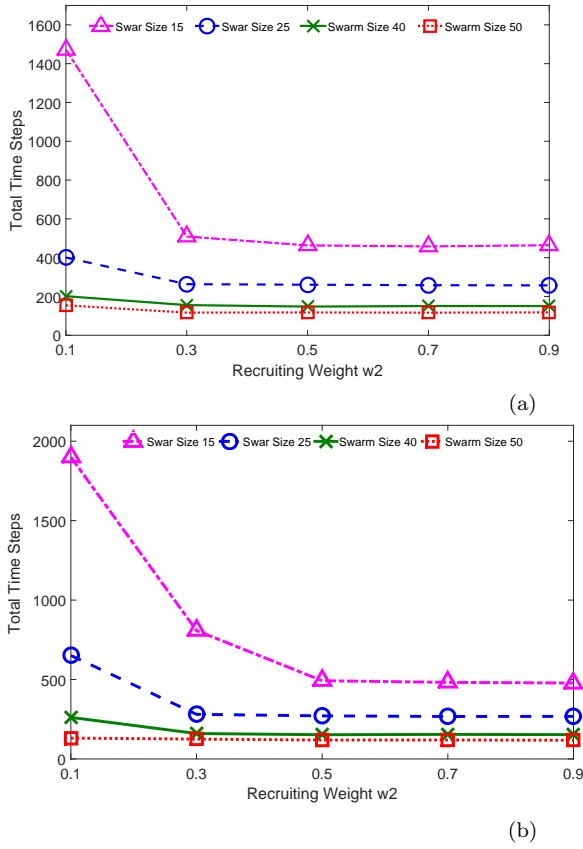 1600
Swar Size 15 Swar Size 25 Swarm Size 40 Swarm Size 50
1400
1200
1000
800
600
400
200
0
Total Time Steps
0.1 0.3 0.5 0.7 0.9
Recruiting Weight w2
(a)
2000
Swar Size 15 Swar Size 25 Swarm Size 40 Swarm Size 50
1500
1000
500
0
Total Time Steps
0.1 0.3 0.5 0.7 0.9
Recruiting Weight w2
(b)